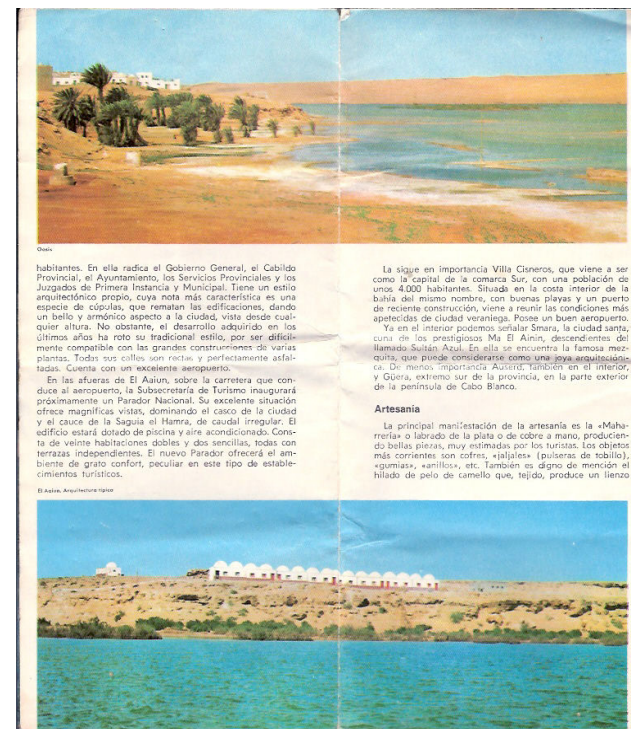 Oasis
habitantes. En ella radica el Gobierno General, el Cabildo
Provincial, el Ayuntamiento, los Servicios Provinciales y los
Juzgados de Primera Instancia y Municipal. Tiene un estilo
arquitectónico propio, cuya nota más característica es una
especie de cúpulas, que rematan las edificaciones, dando
un bello y armónico aspecto a la ciudad, vista desde cual-
quier altura. No obstante, el desarrollo adquirido en los
últimos años ha roto su tradicional estilo, por ser difícil-
mente compatible con las grandes construcciones de varias
plantas. Todas sus calles son rectas y perfectamente asfal-
tadas. Cuenta con un excelente aeropuerto.
En las afueras de El Aaiun, sobre la carretera que con-
duce al aeropuerto, la Subsecretaría de Turismo inaugurará
próximamente un Parador Nacional. Su excelente situación
ofrece magníficas vistas, dominando el casco de la ciudad
y el cauce de la Saguia el Hamra, de caudal irregular. El
edificio estará dotado de piscina y aire acondicionado. Cons-
ta de veinte habitaciones dobles y dos sencillas, todas con
terrazas independientes. El nuevo Parador ofrecerá el am-
biente de grato confort, peculiar en este tipo de estable-
cimientos turísticos.
El Aaiun. Arquitectura típica
La sigue en importancia Villa Cisneros, que viene a ser
como la capital de la comarca Sur, con una población de
unos 4.000 habitantes. Situada en la costa interior de la
bahía del mismo nombre, con buenas playas y un puerto
de reciente construcción, viene a reunir las condiciones más
apetecidas de ciudad veraniega. Posee un buen aeropuerto.
Ya en el interior podemos señalar Smara, la ciudad santa,
cuna de los prestigiosos Ma El Ainin, descendientes del
llamado Sultán Azul. En ella se encuentra la famosa mez-
quita, que puede considerarse como una joya arquitectóni-
ca. De menos importancia Auserd, también en el interior,
y Güera, extremo sur de la provincia, en la parte exterior
de la península de Cabo Blanco.
Artesanía
La principal manifestación de la artesanía es la «Maha-
rrería» o labrado de la plata o de cobre a mano, producien-
do bellas piezas, muy estimadas por los turistas. Los objetos
más corrientes son cofres, «jaljales» (pulseras de tobillo),
«gumias», «anillos», etc. También es digno de mención el
hilado de pelo de camello que, tejido, produce un lienzo